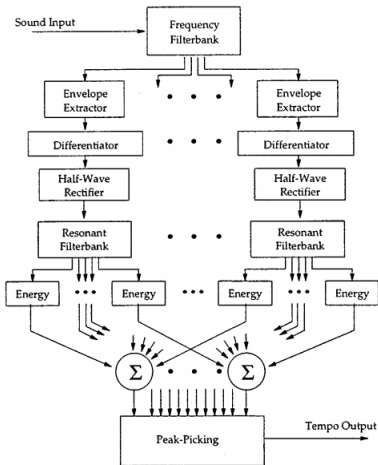 Sound Input
Frequency
Filterbank
Envelope
Extractor
Envelope
Extractor
Differentiator
Differentiator
Half-Wave
Rectifier
Half-Wave
Rectifier
Resonant
Filterbank
Resonant
Filterbank
Energy
Energy
Energy
Energy
Σ
Σ
Peak-Picking
Tempo Output